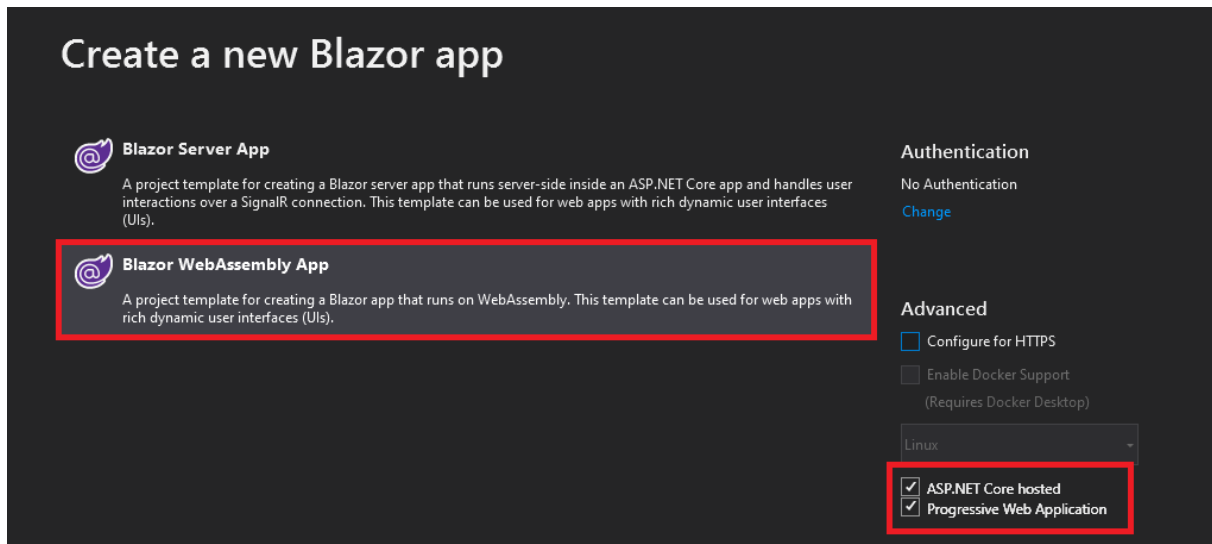 Create a new Blazor app
Blazor Server App
A project template for creating a Blazor server app that runs server-side inside an ASP.NET Core app and handles user
interactions over a SignalR connection. This template can be used for web apps with rich dynamic user interfaces
(UIs).
Blazor WebAssembly App
A project template for creating a Blazor app that runs on WebAssembly. This template can be used for web apps with
rich dynamic user interfaces (UIs).
Authentication
No Authentication
Change
Advanced
Configure for HTTPS
Enable Docker Support
(Requires Docker Desktop)
Linux
ASP.NET Core hosted
Progressive Web Application